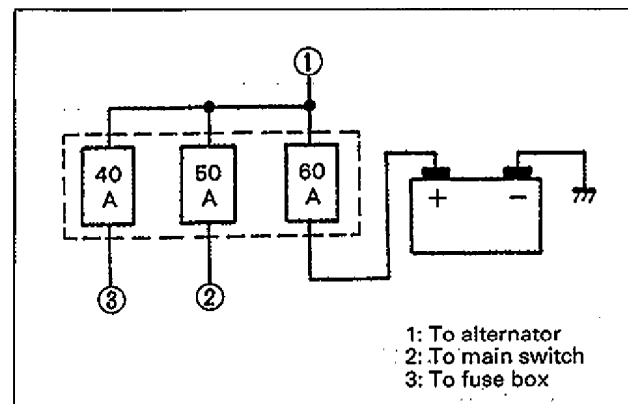 1
40
A
50
A
60
A
+
−
3
2
1: To alternator
2: To main switch
3: To fuse box